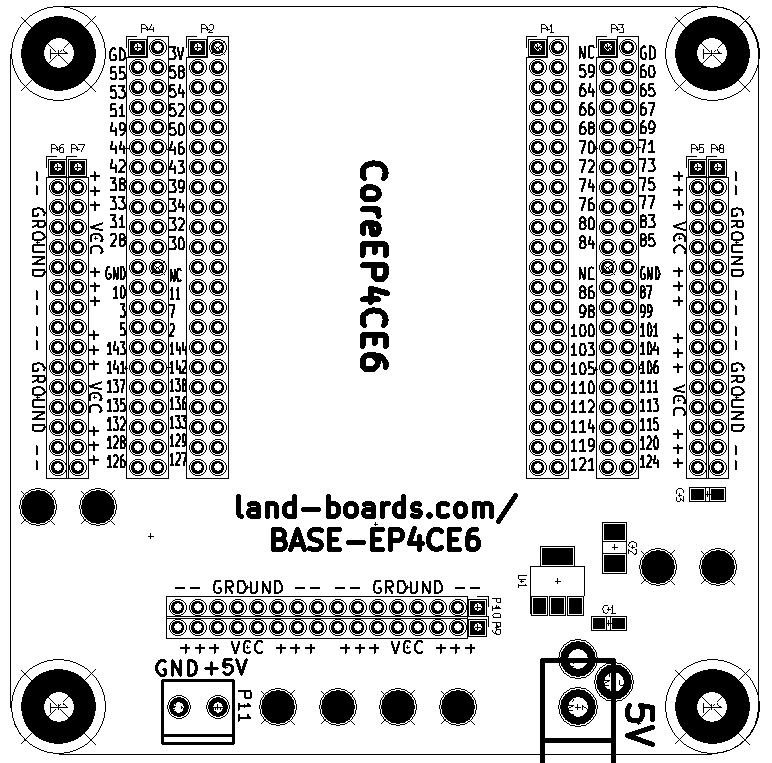 P4 P2 P1 P3
GD 3V NC GD
55 58 59 60
53 54 64 65
51 52 66 67
49 50 68 69
44 46 70 71
P6 P7 P5 P8
42 43 72 73
38 39 74 75
33 34 76 77
31 32 80 83
28 30 84 85
GND NC NC GND
10 11 86 87
3 7 98 99
5 2 100 101
143 144 103 104
141 142 105 106
137 138 110 111
135 136 112 113
132 133 114 115
128 129 119 120
126 127 121 124
-- GROUND -- -- GROUND --
+++ VCC +++ +++ VCC +++
CoreEP4CE6
+++ VCC +++ +++ VCC +++
-- GROUND -- -- GROUND --
land-boards.com/
BASE-EP4CE6
-- GROUND -- -- GROUND --
P10
P9
+++ VCC +++ +++ VCC +++
GND +5V
P11
C3
C2
C1
5V